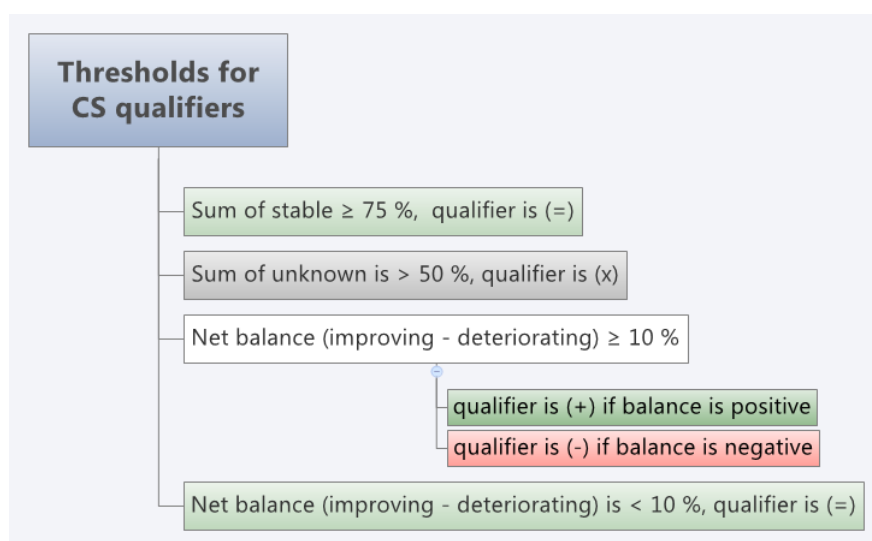 Thresholds for
CS qualifiers
Sum of stable ≥ 75 %, qualifier is (=)
Sum of unknown is > 50 %, qualifier is (x)
Net balance (improving - deteriorating) ≥ 10 %
qualifier is (+) if balance is positive
qualifier is (-) if balance is negative
Net balance (improving - deteriorating) is < 10 %, qualifier is (=)